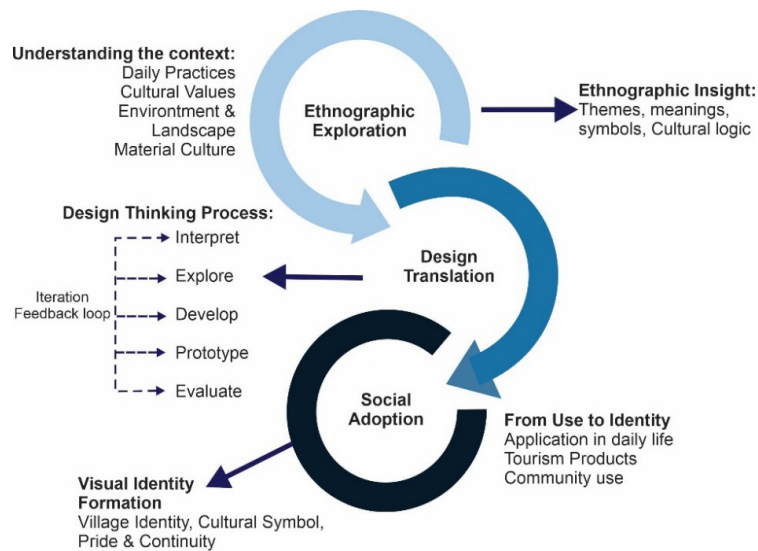 Understanding the context:
Daily Practices
Cultural Values
Environtment &
Landscape
Material Culture
Ethnographic
Exploration
Ethnographic Insight:
Themes, meanings,
symbols, Cultural logic
Design Thinking Process:
Interpret
Explore
Develop
Prototype
Evaluate
Iteration
Feedback loop
Design
Translation
Social
Adoption
From Use to Identity
Application in daily life
Tourism Products
Community use
Visual Identity
Formation
Village Identity, Cultural Symbol,
Pride & Continuity